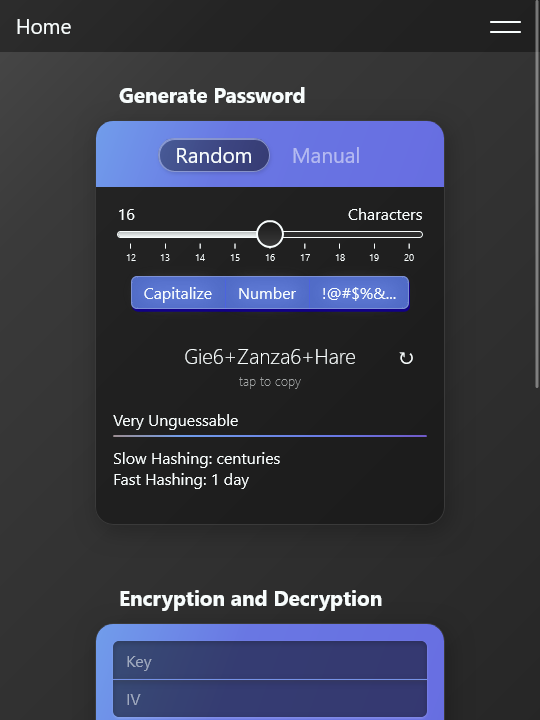 Home
Generate Password
Random Manual
16 Characters
12 13 14 15 16 17 18 19 20
Capitalize Number !@#$%&...
Gie6+Zanza6+Hare ↻
tap to copy
Very Unguessable
Slow Hashing: centuries
Fast Hashing: 1 day
Encryption and Decryption
Key
IV